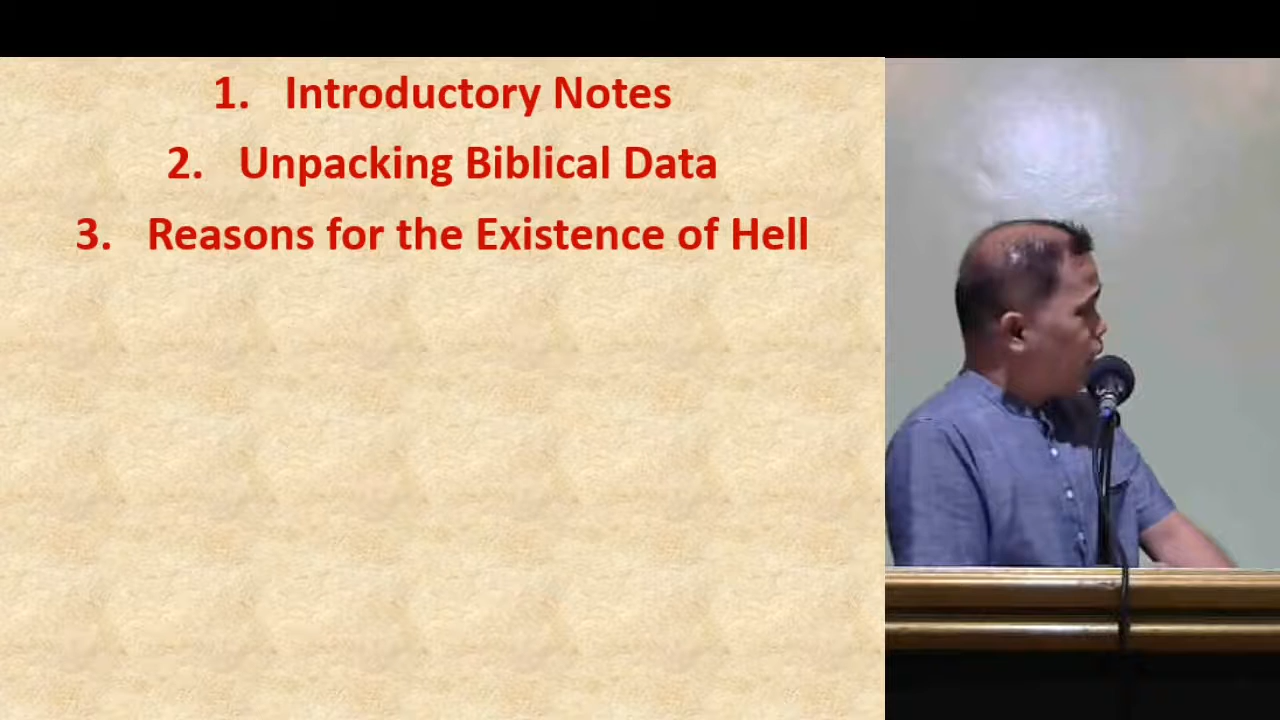 1. Introductory Notes
2. Unpacking Biblical Data
3. Reasons for the Existence of Hell